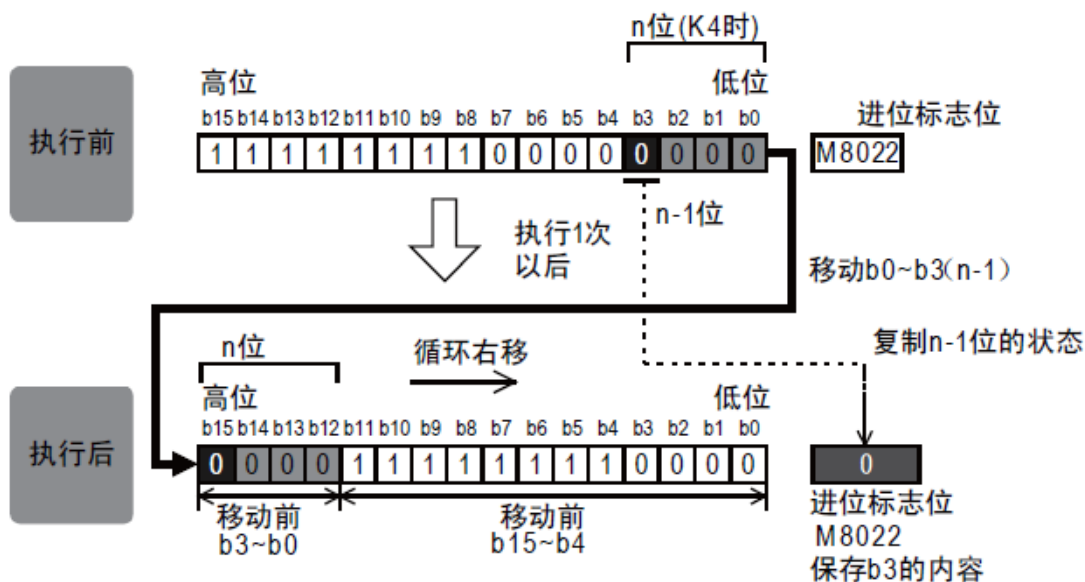 n位(K4时)
高位
低位
b15 b14 b13 b12 b11 b10 b9 b8 b7 b6 b5 b4 b3 b2 b1 b0
进位标志位
执行前
1 1 1 1 1 1 1 1 0 0 0 0 0 0 0 0
M8022
n-1位
执行1次
以后
移动b0~b3(n-1)
复制n-1位的状态
n位
循环右移
高位
低位
b15 b14 b13 b12 b11 b10 b9 b8 b7 b6 b5 b4 b3 b2 b1 b0
执行后
0 0 0 0 1 1 1 1 1 1 1 1 0 0 0 0
0
移动前
b3~b0
移动前
b15~b4
进位标志位
M8022
保存b3的内容